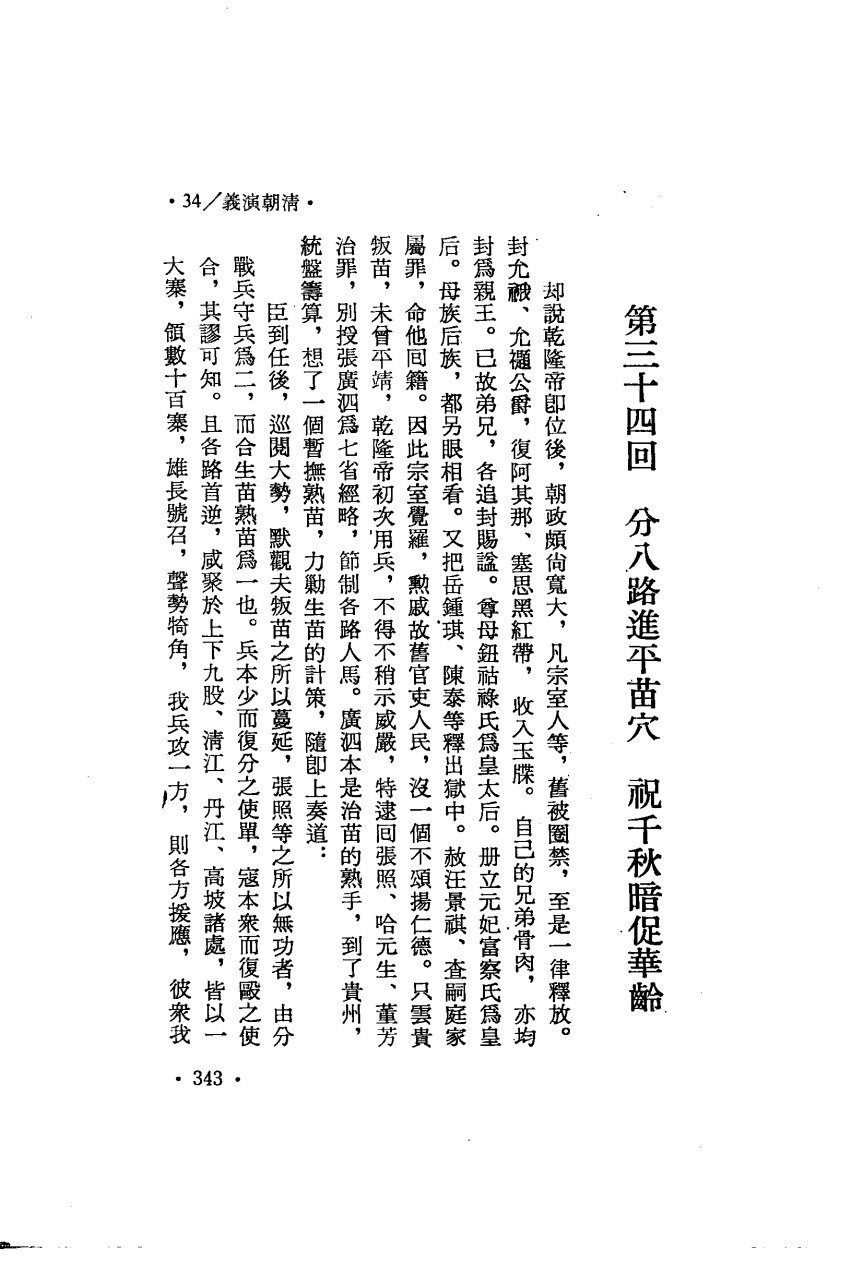 ·34／義演朝清·
第三十四回　分八路進平苗穴　祝千秋暗促華齡
却說乾隆帝即位後，朝政頗尙寬大，凡宗室人等，舊被圈禁，至是一律釋放。
封允䄉、允禵公爵，復阿其那、塞思黑紅帶，收入玉牒。自己的兄弟骨肉，亦均
封爲親王。已故弟兄，各追封賜諡。尊母鈕祜祿氏爲皇太后。册立元妃富察氏爲皇
后。母族后族，都另眼相看。又把岳鍾琪、陳泰等釋出獄中。赦汪景祺、查嗣庭家
屬罪，命他囘籍。因此宗室覺羅，勲戚故舊官吏人民，沒一個不頌揚仁德。只雲貴
叛苗，未曾平靖，乾隆帝初次用兵，不得不稍示威嚴，特逮囘張照、哈元生、董芳
治罪，別授張廣泗爲七省經略，節制各路人馬。廣泗本是治苗的熟手，到了貴州，
統盤籌算，想了一個暫撫熟苗，力勦生苗的計策，隨即上奏道：
臣到任後，巡閱大勢，默觀夫叛苗之所以蔓延，張照等之所以無功者，由分
戰兵守兵爲二，而合生苗熟苗爲一也。兵本少而復分之使單，寇本衆而復毆之使
合，其謬可知。且各路首逆，咸聚於上下九股、清江、丹江、高坡諸處，皆以一
大寨，領數十百寨，雄長號召，聲勢犄角，我兵攻一方，則各方援應，彼衆我
·343·